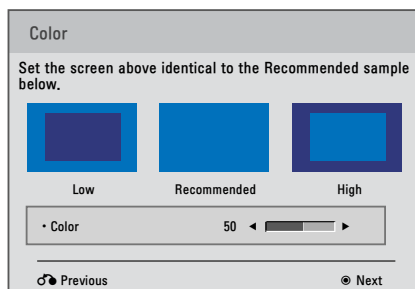 Color
Set the screen above identical to the Recommended sample
below.
Low Recommended High
• Color 50
Previous Next